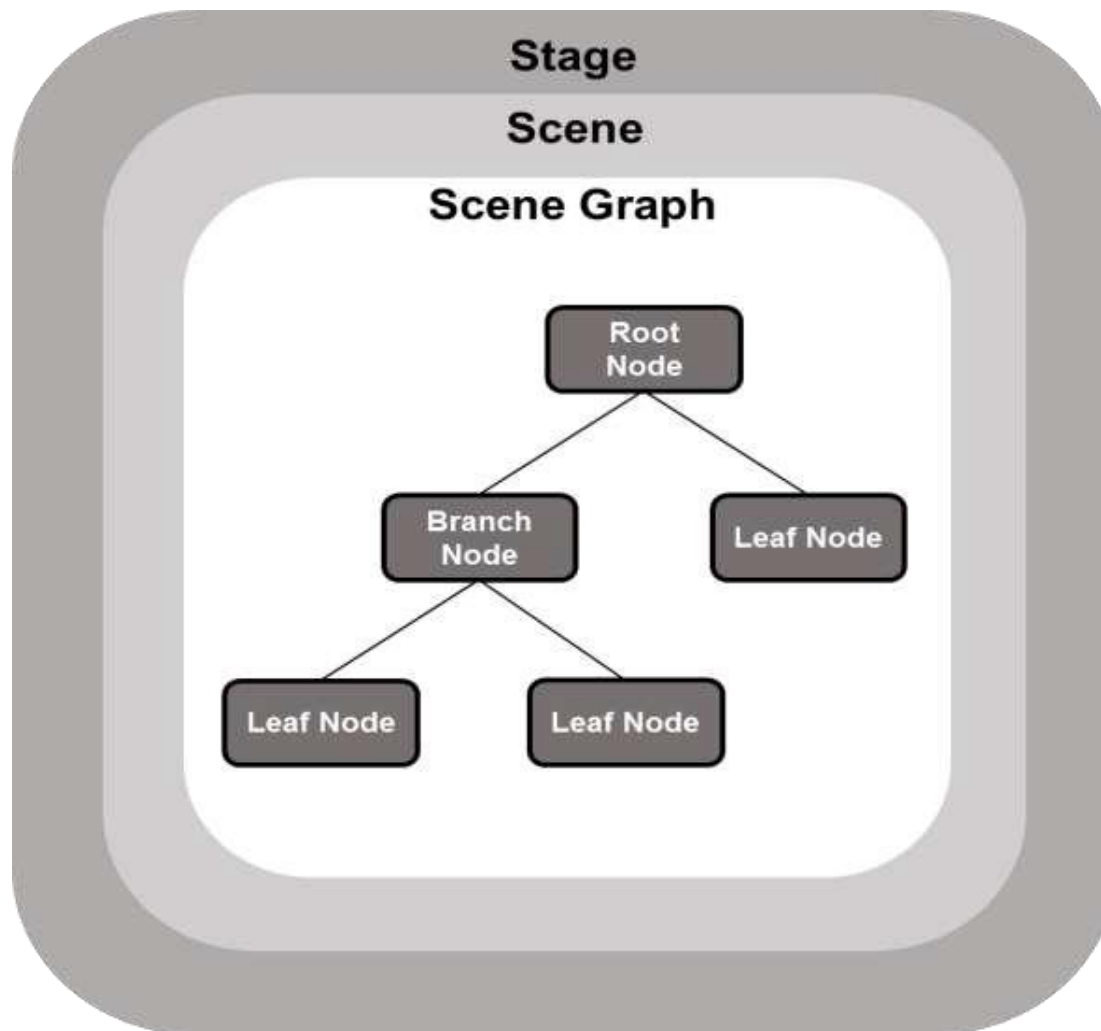 Stage
Scene
Scene Graph
Root
Node
Branch
Node
Leaf Node
Leaf Node
Leaf Node